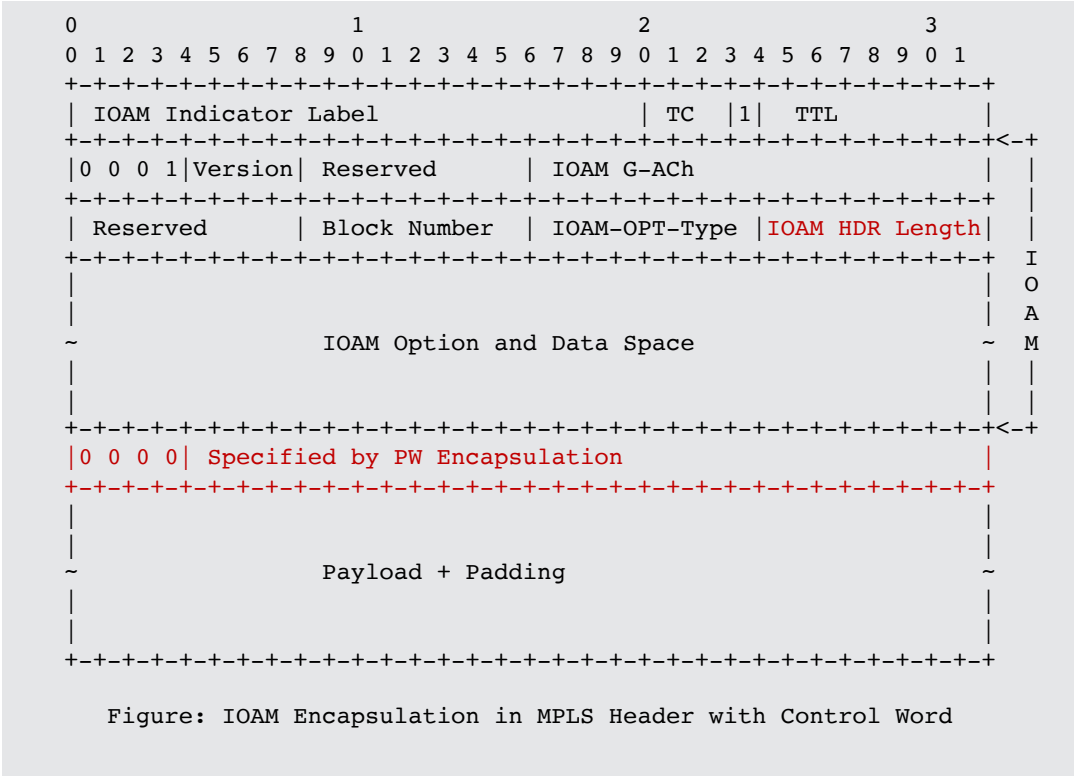 0                   1                   2                   3
 0 1 2 3 4 5 6 7 8 9 0 1 2 3 4 5 6 7 8 9 0 1 2 3 4 5 6 7 8 9 0 1
+-+-+-+-+-+-+-+-+-+-+-+-+-+-+-+-+-+-+-+-+-+-+-+-+-+-+-+-+-+-+-+-+
| IOAM Indicator Label                  | TC  |1|  TTL          |
+-+-+-+-+-+-+-+-+-+-+-+-+-+-+-+-+-+-+-+-+-+-+-+-+-+-+-+-+-+-+-+-+<-+
|0 0 0 1|Version| Reserved      | IOAM G-ACh                    |  |
+-+-+-+-+-+-+-+-+-+-+-+-+-+-+-+-+-+-+-+-+-+-+-+-+-+-+-+-+-+-+-+-+  |
| Reserved      | Block Number  | IOAM-OPT-Type |IOAM HDR Length|  |
+-+-+-+-+-+-+-+-+-+-+-+-+-+-+-+-+-+-+-+-+-+-+-+-+-+-+-+-+-+-+-+-+  I
|                                                               |  O
|                                                               |  A
~                 IOAM Option and Data Space                    ~  M
|                                                               |  |
|                                                               |  |
+-+-+-+-+-+-+-+-+-+-+-+-+-+-+-+-+-+-+-+-+-+-+-+-+-+-+-+-+-+-+-+-+<-+
|0 0 0 0| Specified by PW Encapsulation                         |
+-+-+-+-+-+-+-+-+-+-+-+-+-+-+-+-+-+-+-+-+-+-+-+-+-+-+-+-+-+-+-+-+
|                                                               |
|                                                               |
~                 Payload + Padding                             ~
|                                                               |
|                                                               |
+-+-+-+-+-+-+-+-+-+-+-+-+-+-+-+-+-+-+-+-+-+-+-+-+-+-+-+-+-+-+-+-+
Figure: IOAM Encapsulation in MPLS Header with Control Word